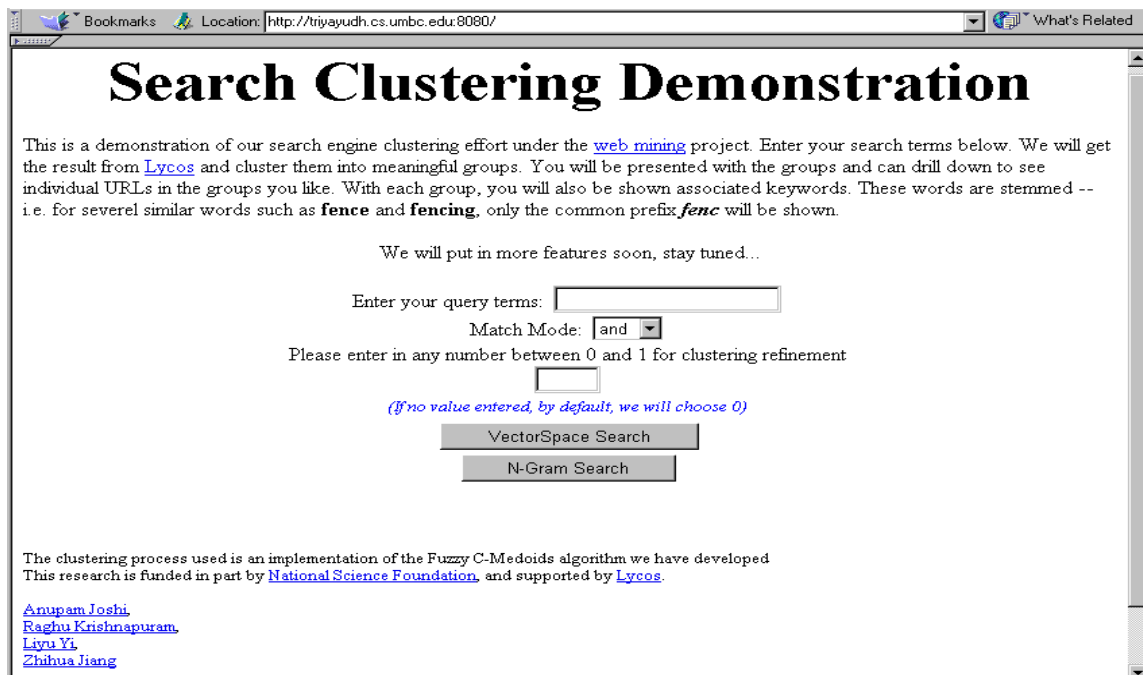 Bookmarks Location: http://triyayudh.cs.umbc.edu:8080/ What's Related
Search Clustering Demonstration
This is a demonstration of our search engine clustering effort under the web mining project. Enter your search terms below. We will get
the result from Lycos and cluster them into meaningful groups. You will be presented with the groups and can drill down to see
individual URLs in the groups you like. With each group, you will also be shown associated keywords. These words are stemmed --
i.e. for severel similar words such as fence and fencing, only the common prefix fenc will be shown.
We will put in more features soon, stay tuned...
Enter your query terms:
Match Mode: and
Please enter in any number between 0 and 1 for clustering refinement
(If no value entered, by default, we will choose 0)
VectorSpace Search
N-Gram Search
The clustering process used is an implementation of the Fuzzy C-Medoids algorithm we have developed
This research is funded in part by National Science Foundation, and supported by Lycos.
Anupam Joshi,
Raghu Krishnapuram,
Liyu Yi,
Zhihua Jiang